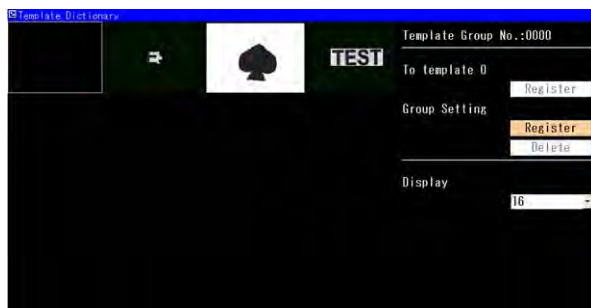 Template Dictionary
TEST
Template Group No.:0000
To template 0
Register
Group Setting
Register
Delete
Display
16